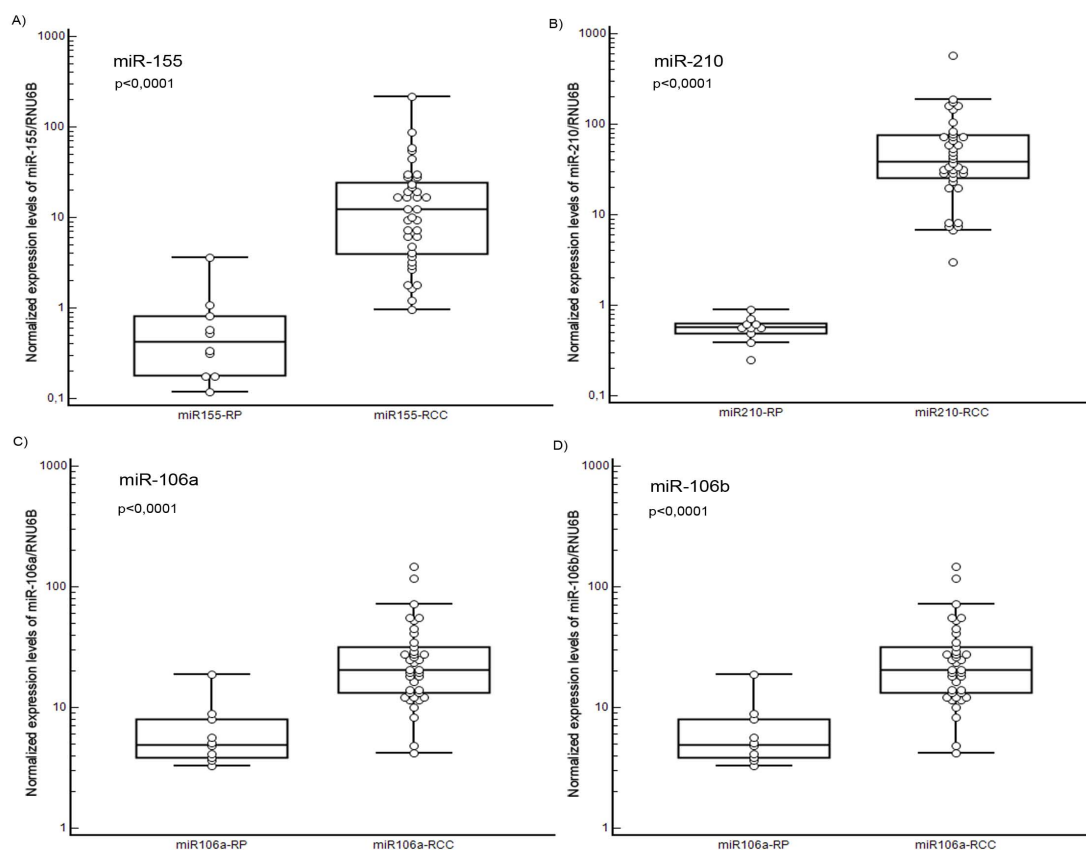 A)
miR-155
p<0,0001
Normalized expression levels of miR-155/RNU6B
1000
100
10
1
0,1
miR155-RP
miR155-RCC
B)
miR-210
p<0,0001
Normalized expression levels of miR-210/RNU6B
1000
100
10
1
0,1
miR210-RP
miR210-RCC
C)
miR-106a
p<0,0001
Normalized expression levels of miR-106a/RNU6B
1000
100
10
1
miR106a-RP
miR106a-RCC
D)
miR-106b
p<0,0001
Normalized expression levels of miR-106b/RNU6B
1000
100
10
1
miR106a-RP
miR106a-RCC